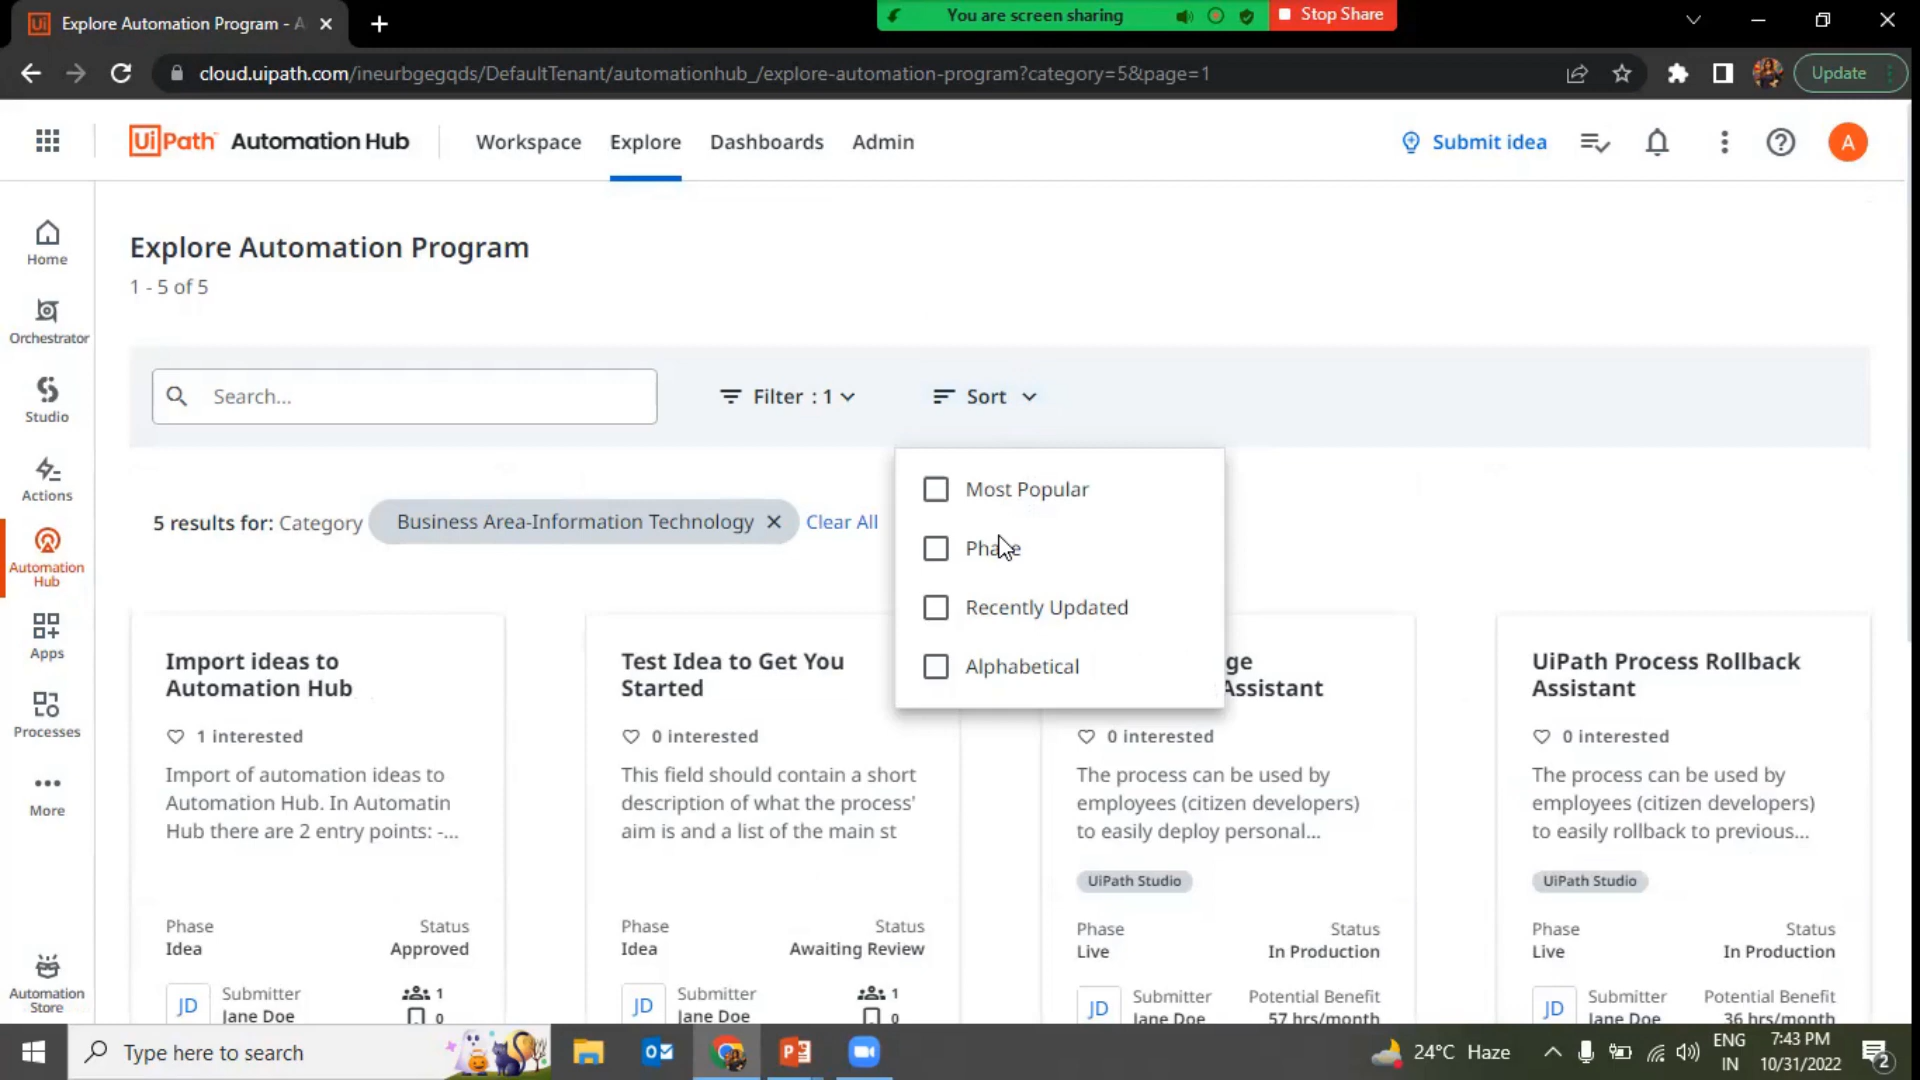 Explore Automation Program - A
You are screen sharing
Stop Share
cloud.uipath.com/ineurbgegqds/DefaultTenant/automationhub_/explore-automation-program?category=5&page=1
Update
UiPath Automation Hub
Workspace
Explore
Dashboards
Admin
Submit idea
A
Home
Orchestrator
Studio
Actions
Automation
Hub
Apps
Processes
More
Automation
Store
Explore Automation Program
1 - 5 of 5
Search...
Filter : 1
Sort
Most Popular
Phase
Recently Updated
Alphabetical
5 results for: Category Business Area-Information Technology Clear All
Import ideas to
Automation Hub
1 interested
Import of automation ideas to
Automation Hub. In Automatin
Hub there are 2 entry points: -...
Phase Status
Idea Approved
JD Submitter 1
Jane Doe 0
Test Idea to Get You
Started
0 interested
This field should contain a short
description of what the process'
aim is and a list of the main st
Phase Status
Idea Awaiting Review
JD Submitter 1
Jane Doe 0
ge
Assistant
0 interested
The process can be used by
employees (citizen developers)
to easily deploy personal...
UiPath Studio
Phase Status
Live In Production
JD Submitter Potential Benefit
Jane Doe 57 hrs/month
UiPath Process Rollback
Assistant
0 interested
The process can be used by
employees (citizen developers)
to easily rollback to previous...
UiPath Studio
Phase Status
Live In Production
JD Submitter Potential Benefit
Jane Doe 36 hrs/month
Type here to search
24°C Haze
ENG
IN
7:43 PM
10/31/2022
2